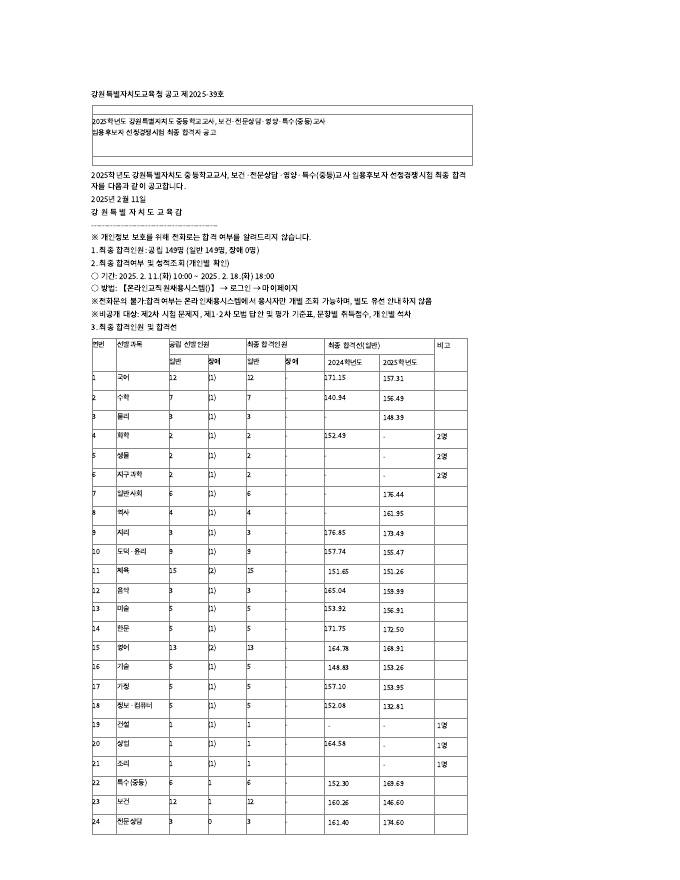 강원특별자치도교육청 공고 제2025-39호
2025학년도 강원특별자치도 중등학교교사, 보건·전문상담·영양·특수(중등)교사
임용후보자 선정경쟁시험 최종 합격자 공고
2025학년도 강원특별자치도 중등학교교사, 보건·전문상담·영양·특수(중등)교사 임용후보자 선정경쟁시험 최종 합격
자를 다음과 같이 공고합니다.
2025년 2월 11일
강 원 특 별 자 치 도 교 육 감
※ 개인정보 보호를 위해 전화로는 합격 여부를 알려드리지 않습니다.
1. 최종 합격인원: 공립 149명 (일반 149명, 장애 0명)
2. 최종 합격여부 및 성적조회(개인별 확인)
○ 기간: 2025. 2. 11.(화) 10:00 ~ 2025. 2. 18.(화) 18:00
○ 방법: 【온라인교직원채용시스템()】 → 로그인 → 마이페이지
※ 전화문의 불가: 합격여부는 온라인채용시스템에서 응시자만 개별 조회 가능하며, 별도 유선 안내하지 않음
※ 비공개 대상: 제2차 시험 문제지, 제1·2차 모범 답안 및 평가 기준표, 문항별 취득점수, 개인별 석차
3. 최종 합격인원 및 합격선
연번 선발과목 공립 선발인원 최종 합격인원 최종 합격선(일반) 비고
일반 장애 일반 장애 2024학년도 2025학년도
1 국어 12 (1) 12 - 171.15 157.31
2 수학 7 (1) 7 - 140.94 156.49
3 물리 3 (1) 3 - - 148.39
4 화학 2 (1) 2 - 152.49 - 2명
5 생물 2 (1) 2 - - - 2명
6 지구과학 2 (1) 2 - - - 2명
7 일반사회 6 (1) 6 - - 176.44
8 역사 4 (1) 4 - - 161.95
9 지리 3 (1) 3 - 176.85 173.49
10 도덕·윤리 9 (1) 9 - 157.74 155.47
11 체육 15 (2) 15 - 151.65 151.26
12 음악 3 (1) 3 - 165.04 159.99
13 미술 5 (1) 5 - 153.92 156.91
14 한문 5 (1) 5 - 171.75 172.50
15 영어 13 (2) 13 - 164.78 168.91
16 기술 5 (1) 5 - 148.83 153.26
17 가정 5 (1) 5 - 157.10 153.95
18 정보·컴퓨터 5 (1) 5 - 152.08 132.81
19 건설 1 (1) 1 - - - 1명
20 상업 1 (1) 1 - 164.58 - 1명
21 조리 1 (1) 1 - - 1명
22 특수(중등) 6 1 6 - 152.30 169.69
23 보건 12 1 12 - 160.26 146.60
24 전문상담 3 0 3 - 161.40 174.60